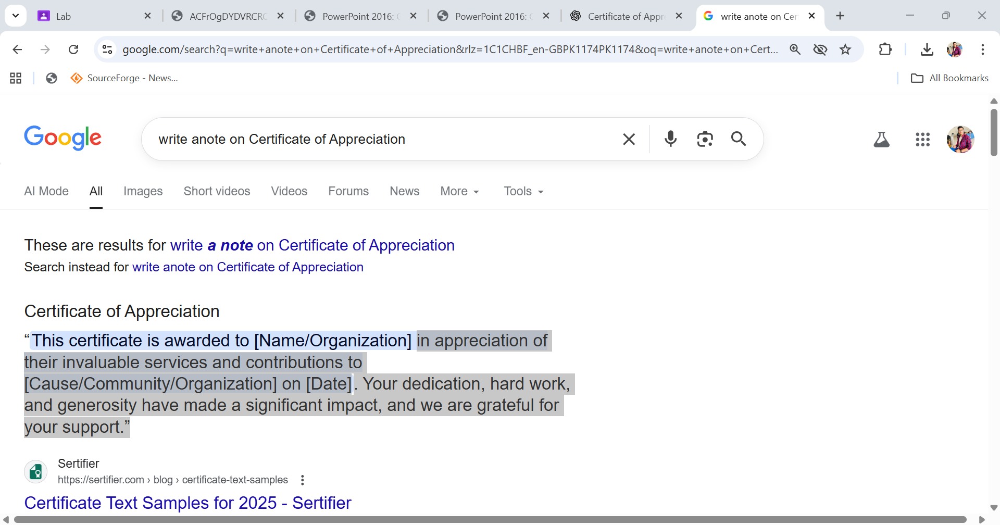 Lab
ACFrOgDYDVRCRC
PowerPoint 2016:
PowerPoint 2016:
Certificate of Appr
write anote on Cer
google.com/search?q=write+anote+on+Certificate+of+Appreciation&rlz=1C1CHBF_en-GBPK1174PK1174&oq=write+anote+on+Cert...
SourceForge - News...
All Bookmarks
Google
write anote on Certificate of Appreciation
AI Mode All Images Short videos Videos Forums News More Tools
These are results for write a note on Certificate of Appreciation
Search instead for write anote on Certificate of Appreciation
Certificate of Appreciation
“This certificate is awarded to [Name/Organization] in appreciation of
their invaluable services and contributions to
[Cause/Community/Organization] on [Date]. Your dedication, hard work,
and generosity have made a significant impact, and we are grateful for
your support.”
Sertifier
https://sertifier.com › blog › certificate-text-samples
Certificate Text Samples for 2025 - Sertifier